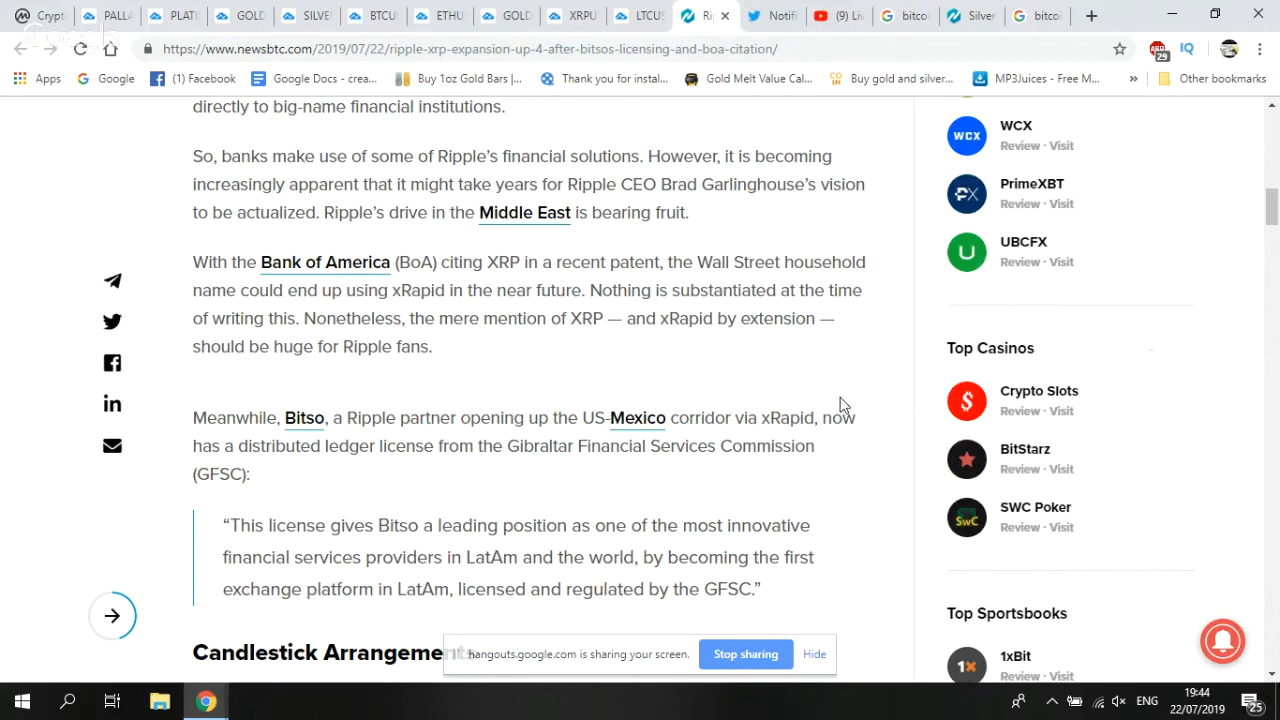 Crypt
PALLA
PLATI
GOLD
SILVE
BTCU
ETHU
GOLD
XRPU
LTCUS
Ri
Notifi
(9) Liv
bitco
Silver
bitco
https://www.newsbtc.com/2019/07/22/ripple-xrp-expansion-up-4-after-bitsos-licensing-and-boa-citation/
ABP
29
IQ
Apps
Google
(1) Facebook
Google Docs - crea...
Buy 1oz Gold Bars |...
Thank you for instal...
Gold Melt Value Cal...
Buy gold and silver...
MP3Juices - Free M...
»
Other bookmarks
directly to big-name financial institutions.
So, banks make use of some of Ripple’s financial solutions. However, it is becoming
increasingly apparent that it might take years for Ripple CEO Brad Garlinghouse’s vision
to be actualized. Ripple’s drive in the Middle East is bearing fruit.
With the Bank of America (BoA) citing XRP in a recent patent, the Wall Street household
name could end up using xRapid in the near future. Nothing is substantiated at the time
of writing this. Nonetheless, the mere mention of XRP — and xRapid by extension —
should be huge for Ripple fans.
Meanwhile, Bitso, a Ripple partner opening up the US-Mexico corridor via xRapid, now
has a distributed ledger license from the Gibraltar Financial Services Commission
(GFSC):
“This license gives Bitso a leading position as one of the most innovative
financial services providers in LatAm and the world, by becoming the first
exchange platform in LatAm, licensed and regulated by the GFSC.”
Candlestick Arrangements
WCX
WCX
Review · Visit
PrimeXBT
Review · Visit
UBCFX
Review · Visit
Top Casinos
Crypto Slots
Review · Visit
BitStarz
Review · Visit
SwC
SWC Poker
Review · Visit
Top Sportsbooks
1X
1xBit
Review · Visit
hangouts.google.com is sharing your screen.
Stop sharing
Hide
ENG
19:44
22/07/2019
25